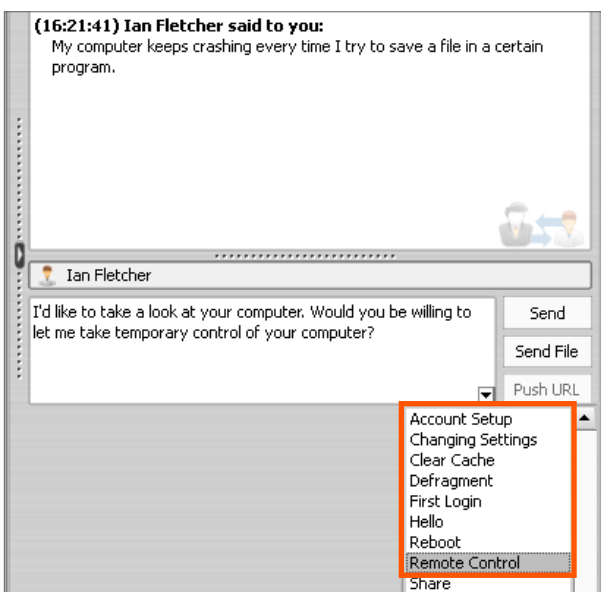 (16:21:41) Ian Fletcher said to you:
My computer keeps crashing every time I try to save a file in a certain
program.
Ian Fletcher
I'd like to take a look at your computer. Would you be willing to
let me take temporary control of your computer?
Send
Send File
Push URL
Account Setup
Changing Settings
Clear Cache
Defragment
First Login
Hello
Reboot
Remote Control
Share